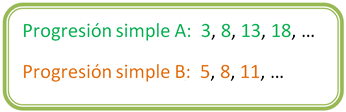 Progresión simple A: 3, 8, 13, 18, ...
Progresión simple B: 5, 8, 11, ...